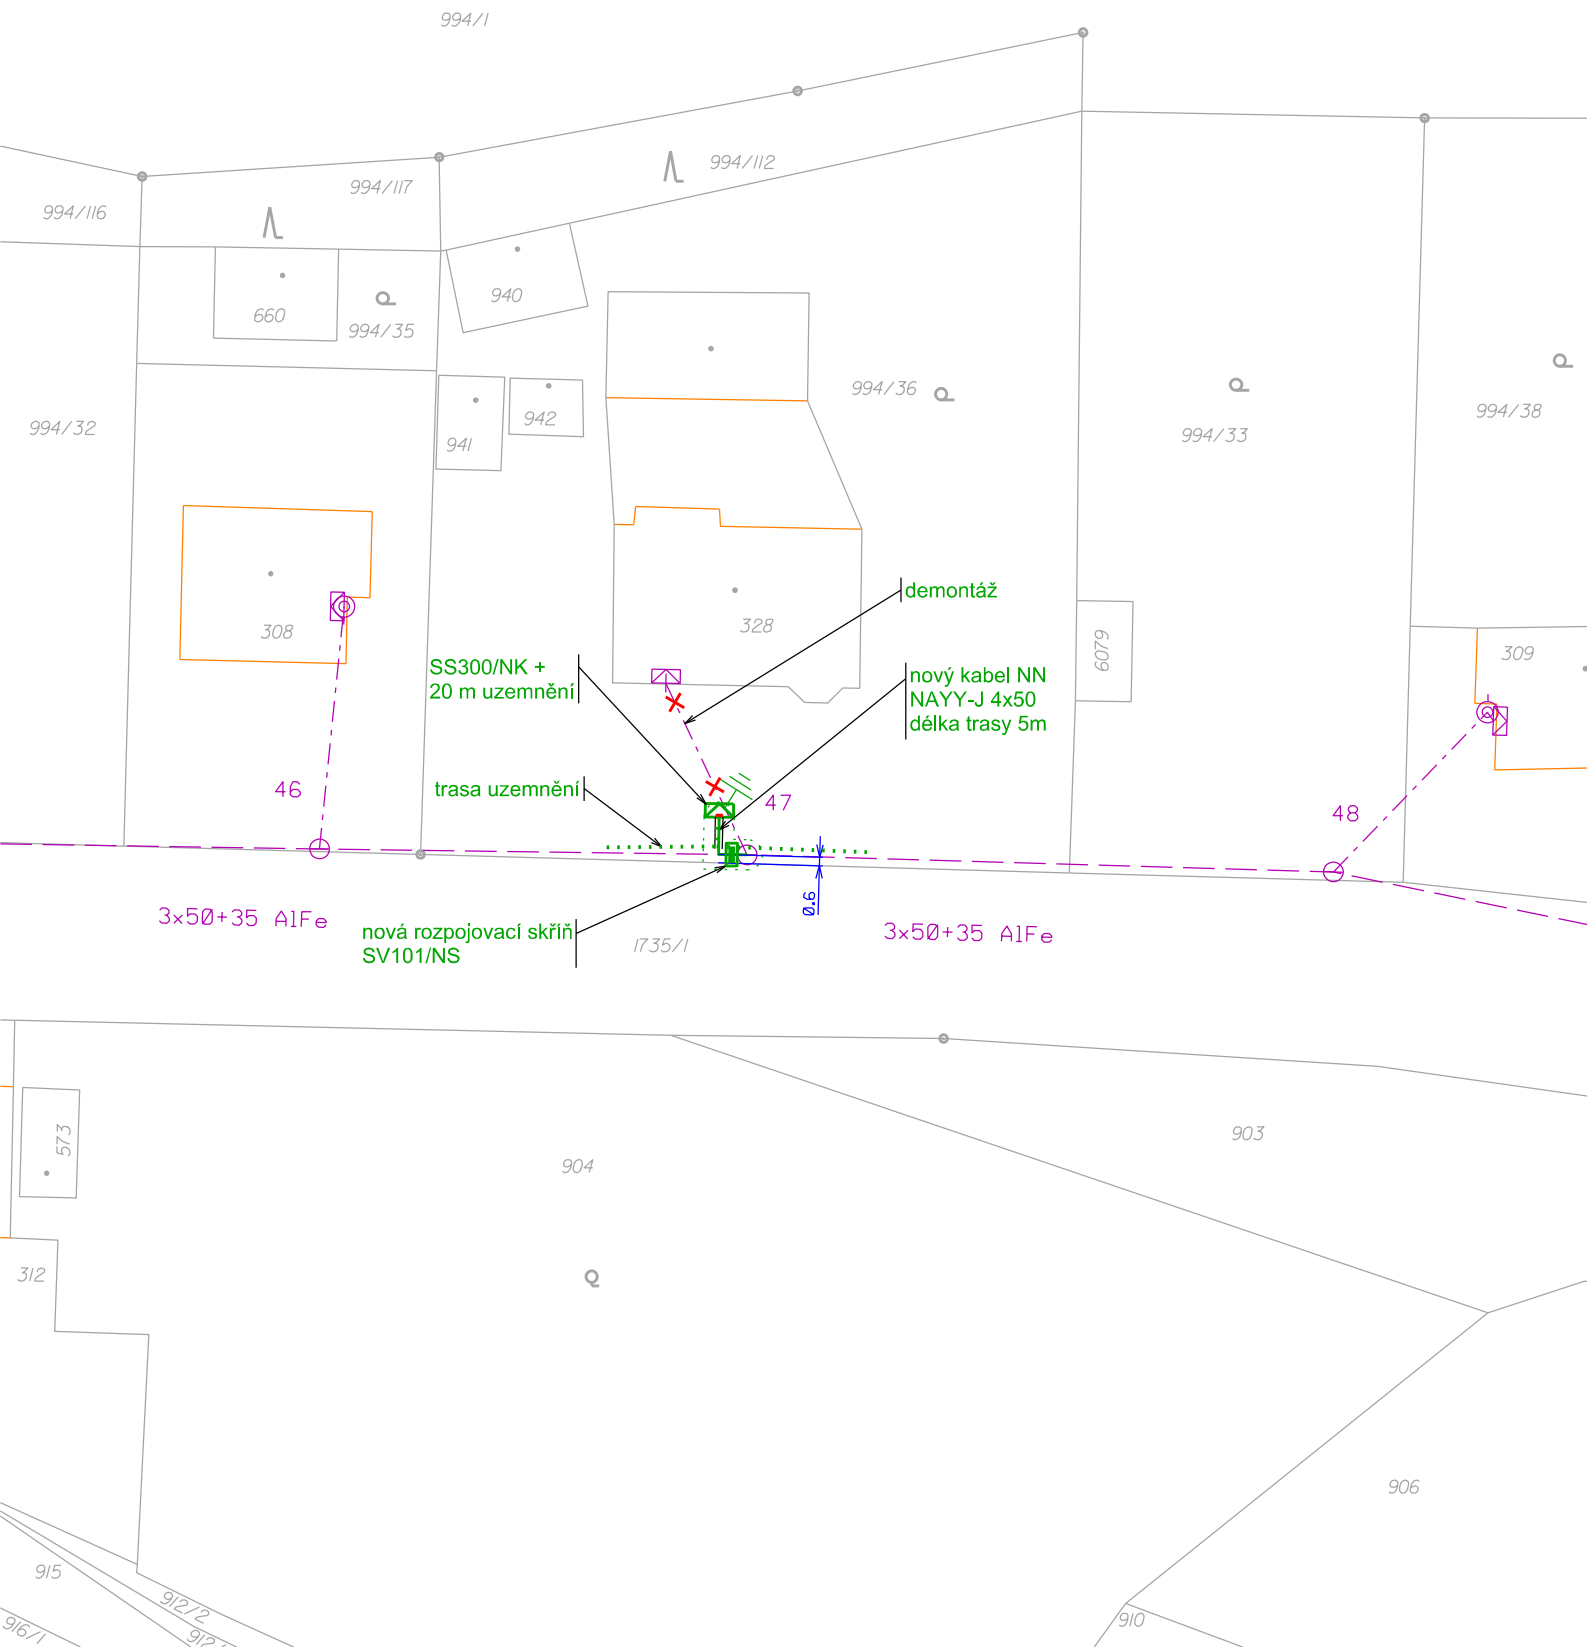 994/1
994/112
994/117
994/116
660
994/35
940
994/36
994/33
994/38
994/32
941
942
308
328
demontáž
6079
309
SS300/NK +
20 m uzemnění
nový kabel NN
NAYY-J 4x50
délka trasy 5m
46
trasa uzemnění
47
48
0.6
3x50+35 AlFe
nová rozpojovací skříň
SV101/NS
1735/1
3x50+35 AlFe
573
904
903
312
906
915
912/2
916/1
910